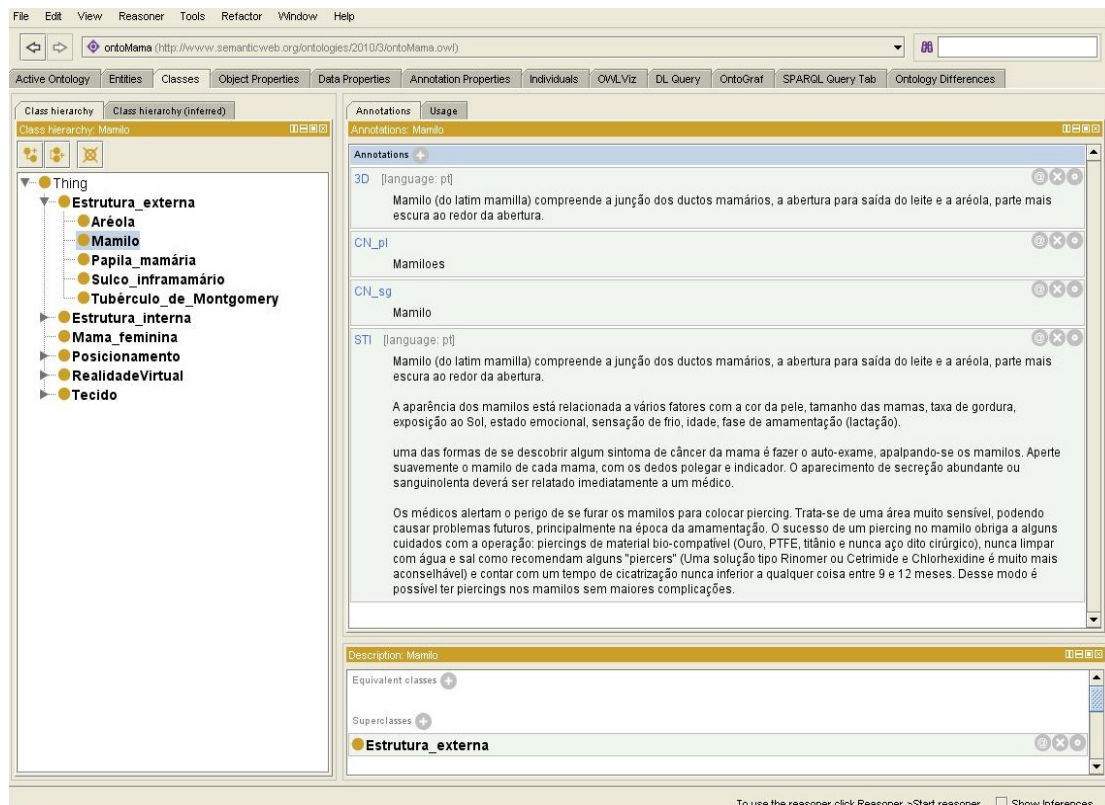 File Edit View Reasoner Tools Refactor Window Help
ontoMama (http://www.semanticweb.org/ontologies/2010/3/ontoMama.owl)
Active Ontology Entities Classes Object Properties Data Properties Annotation Properties Individuals OWLViz DL Query OntoGraf SPARQL Query Tab Ontology Differences
Class hierarchy Class hierarchy (inferred)
Class hierarchy: Mamilo
Thing
Estrutura_externa
Aréola
Mamilo
Papila_mamária
Sulco_inframamário
Tubérculo_de_Montgomery
Estrutura_interna
Mama_feminina
Posicionamento
RealidadeVirtual
Tecido
Annotations Usage
Annotations: Mamilo
Annotations
3D [language: pt]
Mamilo (do latim mamilla) compreende a junção dos ductos mamários, a abertura para saída do leite e a aréola, parte mais
escura ao redor da abertura.
CN_pl
Mamiloes
CN_sg
Mamilo
STI [language: pt]
Mamilo (do latim mamilla) compreende a junção dos ductos mamários, a abertura para saída do leite e a aréola, parte mais
escura ao redor da abertura.
A aparência dos mamilos está relacionada a vários fatores com a cor da pele, tamanho das mamas, taxa de gordura,
exposição ao Sol, estado emocional, sensação de frio, idade, fase de amamentação (lactação).
uma das formas de se descobrir algum sintoma de câncer da mama é fazer o auto-exame, apalpando-se os mamilos. Aperte
suavemente o mamilo de cada mama, com os dedos polegar e indicador. O aparecimento de secreção abundante ou
sanguinolenta deverá ser relatado imediatamente a um médico.
Os médicos alertam o perigo de se furar os mamilos para colocar piercing. Trata-se de uma área muito sensível, podendo
causar problemas futuros, principalmente na época da amamentação. O sucesso de um piercing no mamilo obriga a alguns
cuidados com a operação: piercings de material bio-compatível (Ouro, PTFE, titânio e nunca aço dito cirúrgico), nunca limpar
com água e sal como recomendam alguns "piercers" (Uma solução tipo Rinomer ou Cetrimide e Chlorhexidine é muito mais
aconselhável) e contar com um tempo de cicatrização nunca inferior a qualquer coisa entre 9 e 12 meses. Desse modo é
possível ter piercings nos mamilos sem maiores complicações.
Description: Mamilo
Equivalent classes
Superclasses
Estrutura_externa
To use the reasoner click Reasoner->Start reasoner Show Inferences